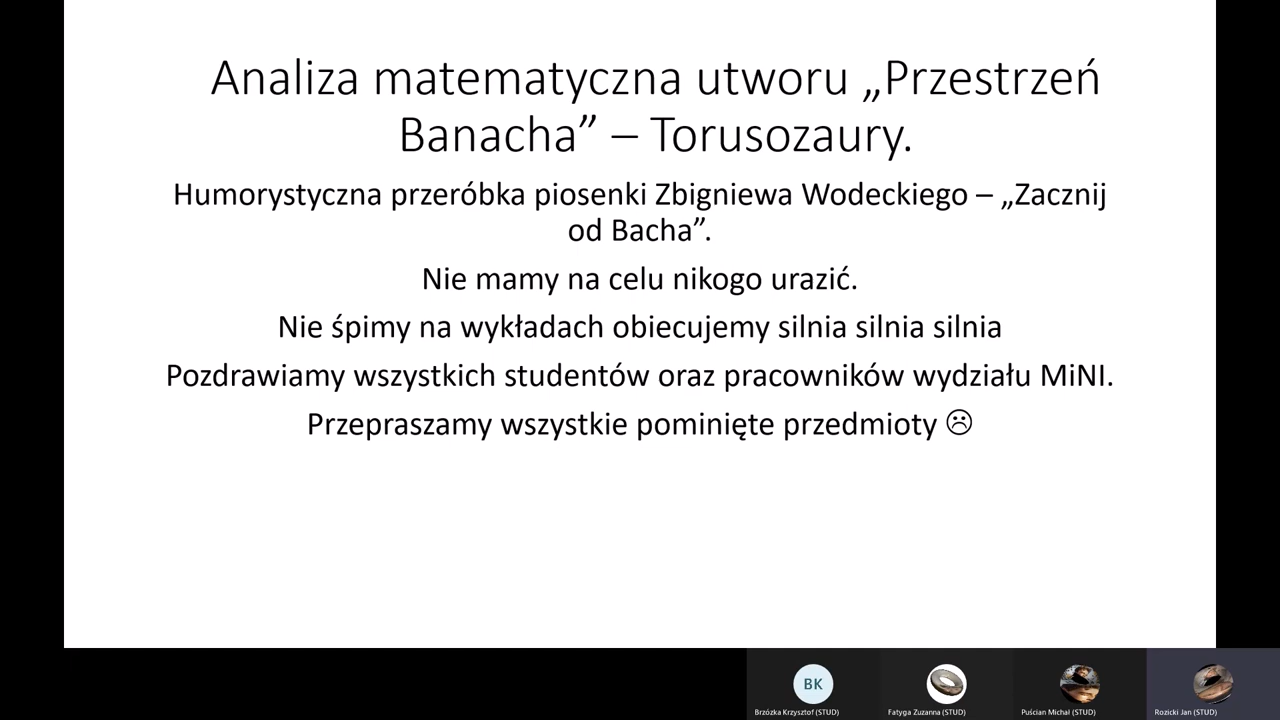 Analiza matematyczna utworu „Przestrzeń
Banacha” – Torusozaury.
Humorystyczna przeróbka piosenki Zbigniewa Wodeckiego – „Zacznij
od Bacha”.
Nie mamy na celu nikogo urazić.
Nie śpimy na wykładach obiecujemy silnia silnia silnia
Pozdrawiamy wszystkich studentów oraz pracowników wydziału MiNI.
Przepraszamy wszystkie pominięte przedmioty ☹
BK
Brzózka Krzysztof (STUD)
Fatyga Zuzanna (STUD)
Puścian Michał (STUD)
Rozicki Jan (STUD)